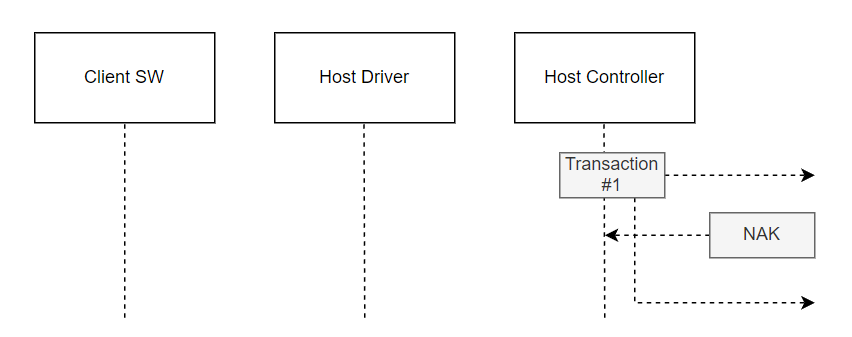 Client SW
Host Driver
Host Controller
Transaction
#1
NAK